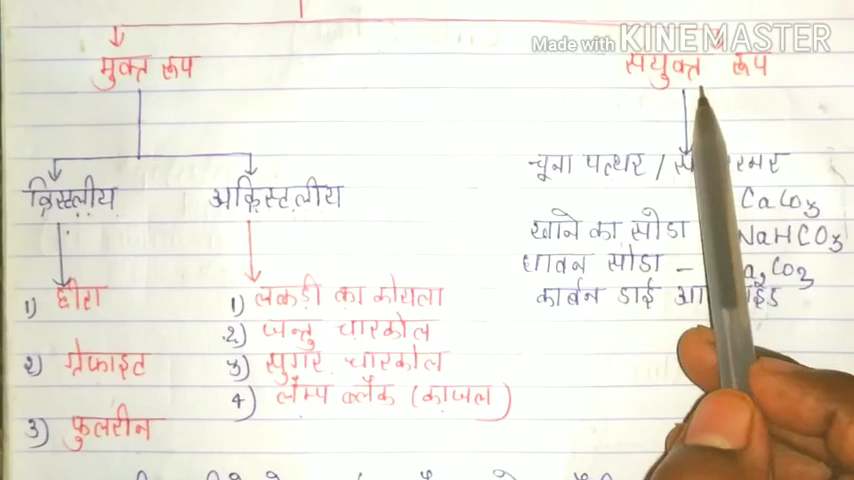 Made with KINEMASTER
मुक्त रूप
सयुक्त रूप
क्रिस्टलीय
अक्रिस्टलीय
1) हीरा
2) ग्रेफाइट
3) फुलरीन
1) लकड़ी का कोयला
2) जन्तु चारकोल
3) सुगर चारकोल
4) लैम्प ब्लैक (काजल)
चूना पत्थर /
CaCO3
खाने का सोडा NaHCO3
धावन सोडा –
कार्बन डाई